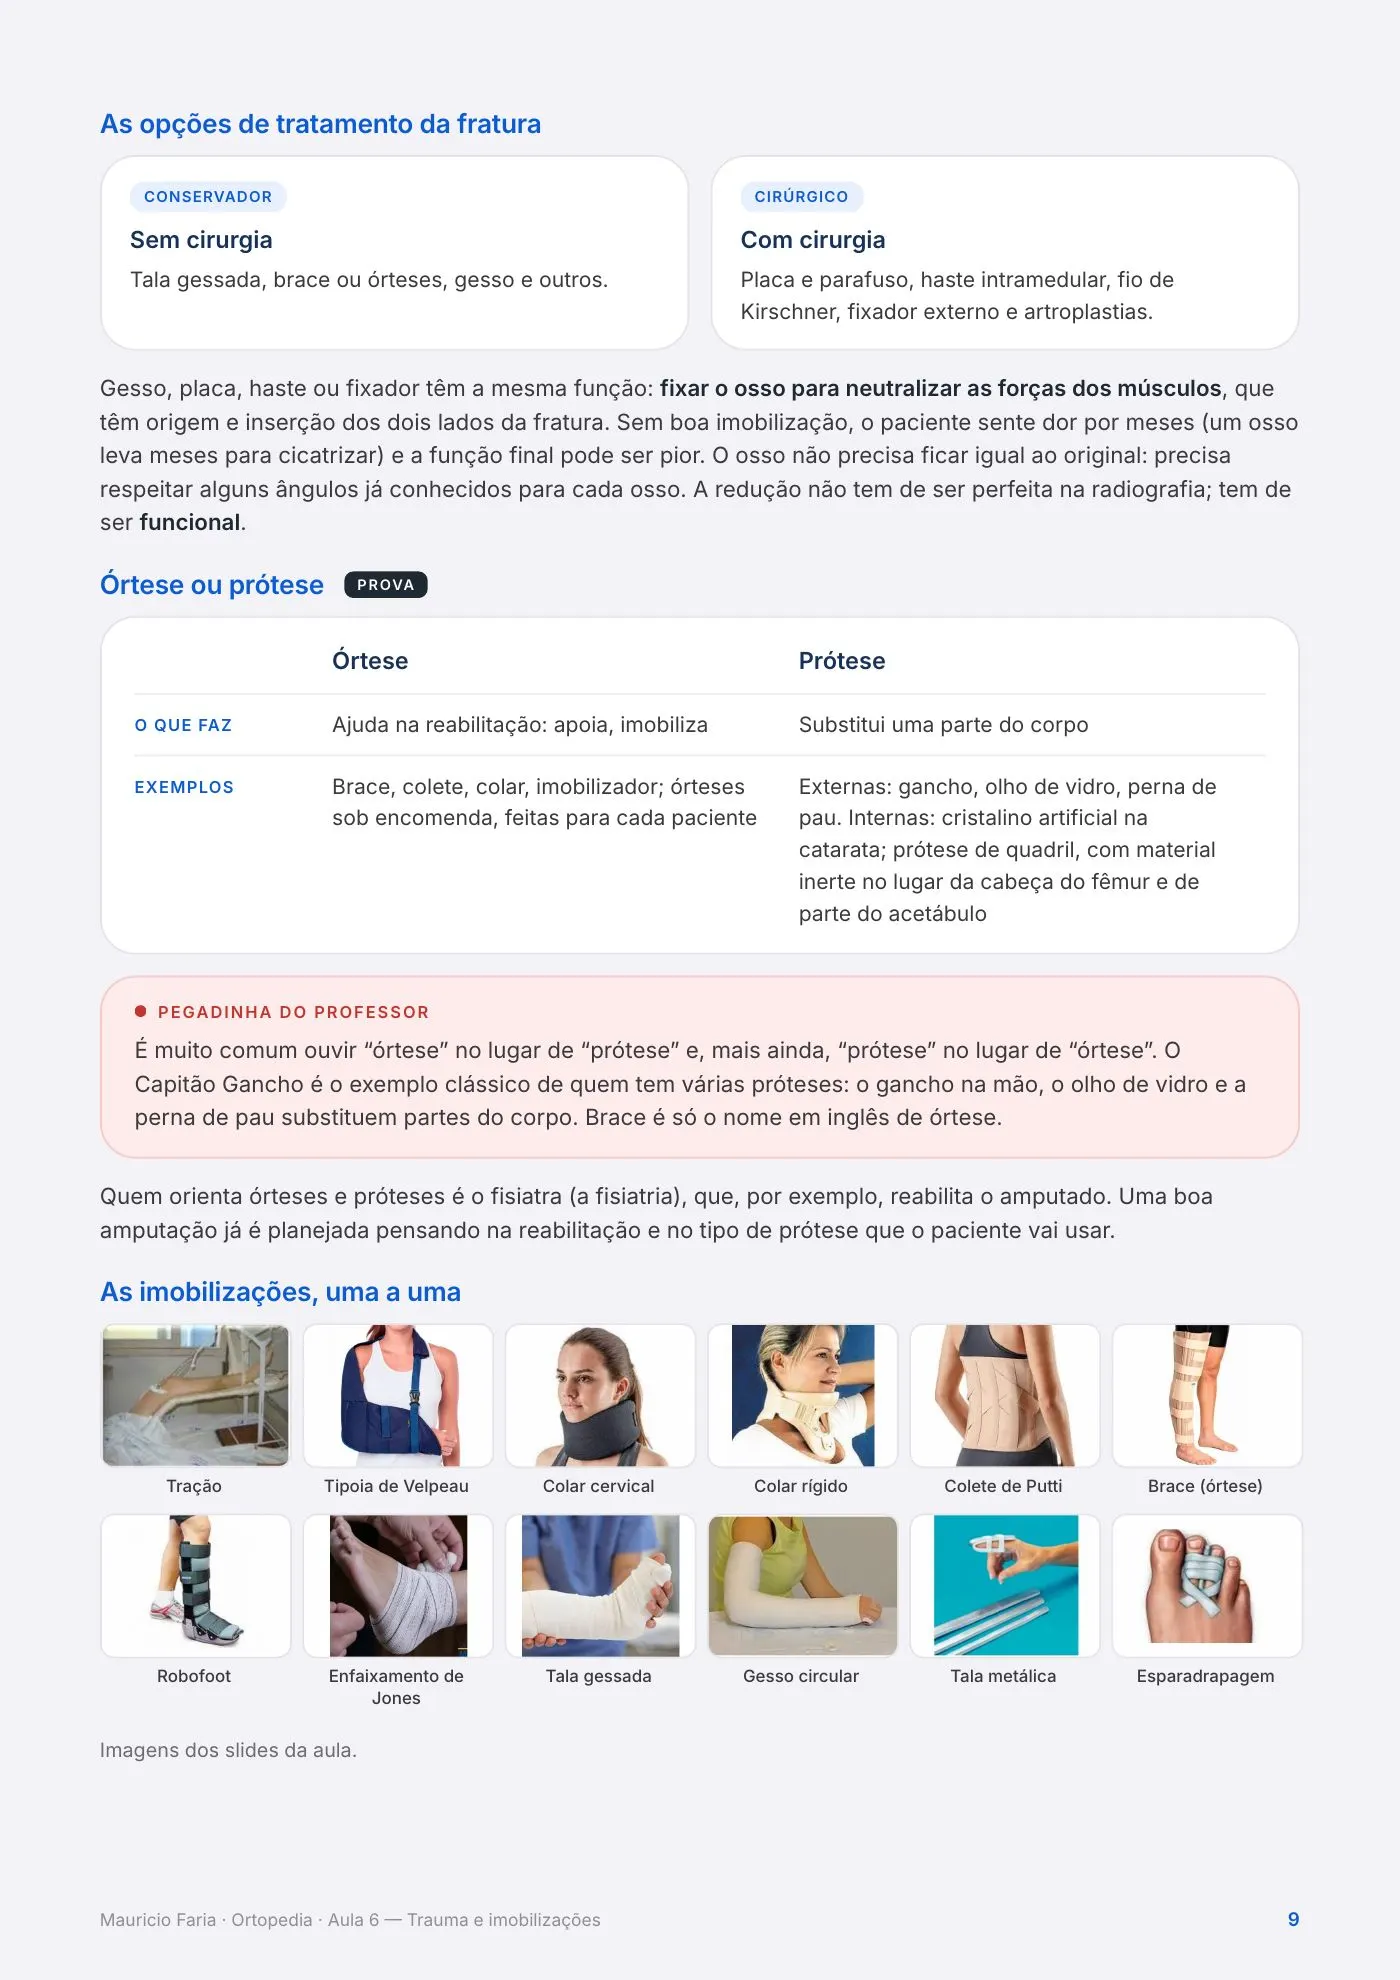 As opções de tratamento da fratura
CONSERVADOR
Sem cirurgia
Tala gessada, brace ou órteses, gesso e outros.
CIRÚRGICO
Com cirurgia
Placa e parafuso, haste intramedular, fio de
Kirschner, fixador externo e artroplastias.
Gesso, placa, haste ou fixador têm a mesma função: fixar o osso para neutralizar as forças dos músculos, que
têm origem e inserção dos dois lados da fratura. Sem boa imobilização, o paciente sente dor por meses (um osso
leva meses para cicatrizar) e a função final pode ser pior. O osso não precisa ficar igual ao original: precisa
respeitar alguns ângulos já conhecidos para cada osso. A redução não tem de ser perfeita na radiografia; tem de
ser funcional.
Órtese ou prótese PROVA
Órtese Prótese
O QUE FAZ Ajuda na reabilitação: apoia, imobiliza Substitui uma parte do corpo
EXEMPLOS Brace, colete, colar, imobilizador; órteses Externas: gancho, olho de vidro, perna de
sob encomenda, feitas para cada paciente pau. Internas: cristalino artificial na
catarata; prótese de quadril, com material
inerte no lugar da cabeça do fêmur e de
parte do acetábulo
PEGADINHA DO PROFESSOR
É muito comum ouvir “órtese” no lugar de “prótese” e, mais ainda, “prótese” no lugar de “órtese”. O
Capitão Gancho é o exemplo clássico de quem tem várias próteses: o gancho na mão, o olho de vidro e a
perna de pau substituem partes do corpo. Brace é só o nome em inglês de órtese.
Quem orienta órteses e próteses é o fisiatra (a fisiatria), que, por exemplo, reabilita o amputado. Uma boa
amputação já é planejada pensando na reabilitação e no tipo de prótese que o paciente vai usar.
As imobilizações, uma a uma
Tração Tipoia de Velpeau Colar cervical Colar rígido Colete de Putti Brace (órtese)
Robofoot Enfaixamento de Tala gessada Gesso circular Tala metálica Esparadrapagem
Jones
Imagens dos slides da aula.
Mauricio Faria · Ortopedia · Aula 6 — Trauma e imobilizações 9